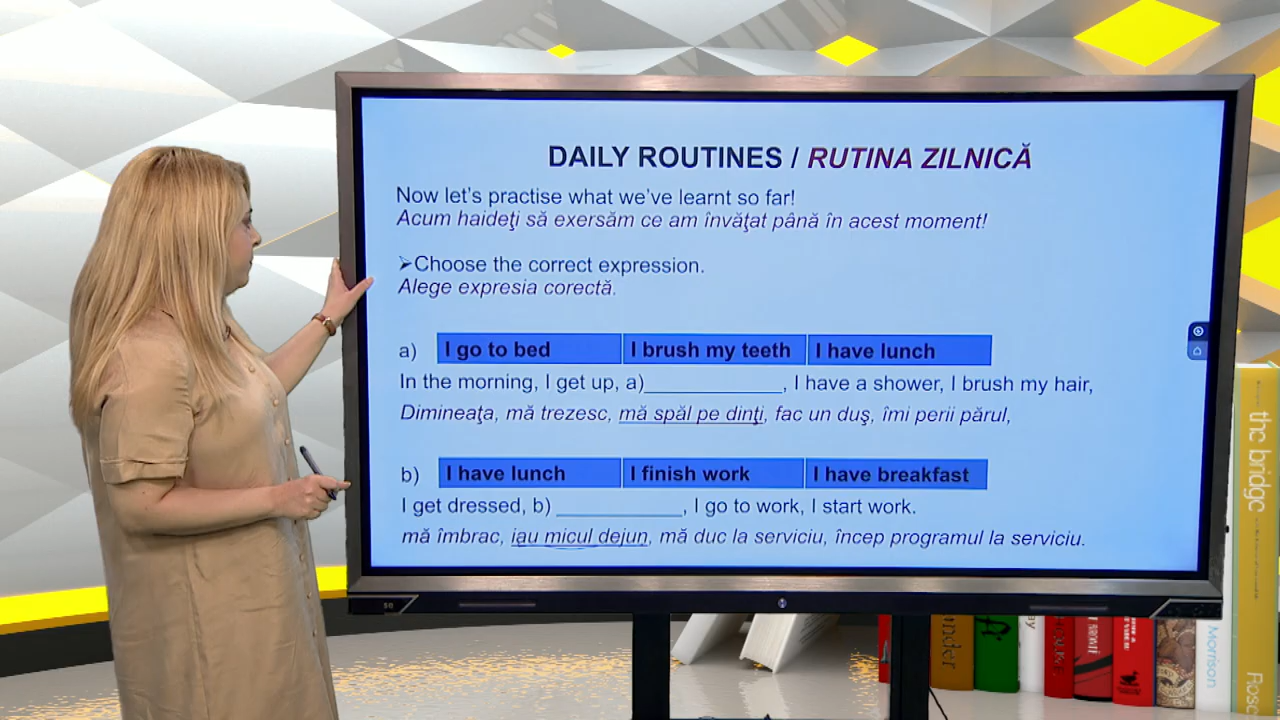 DAILY ROUTINES / RUTINA ZILNICĂ
Now let's practise what we've learnt so far!
Acum haideţi să exersăm ce am învăţat până în acest moment!
➢Choose the correct expression.
Alege expresia corectă.
a) I go to bed I brush my teeth I have lunch
In the morning, I get up, a)____________, I have a shower, I brush my hair,
Dimineaţa, mă trezesc, mă spăl pe dinţi, fac un duş, îmi perii părul,
b) I have lunch I finish work I have breakfast
I get dressed, b) ___________, I go to work, I start work.
mă îmbrac, iau micul dejun, mă duc la serviciu, încep programul la serviciu.
the bridge
Morrison